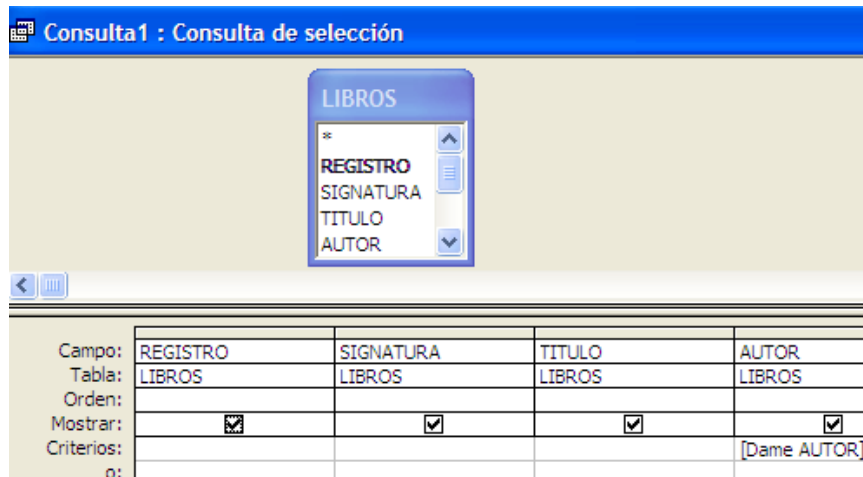 Consulta1 : Consulta de selección
LIBROS
*
REGISTRO
SIGNATURA
TITULO
AUTOR
Campo: REGISTRO SIGNATURA TITULO AUTOR
Tabla: LIBROS LIBROS LIBROS LIBROS
Orden:
Mostrar:
Criterios: [Dame AUTOR]
o: